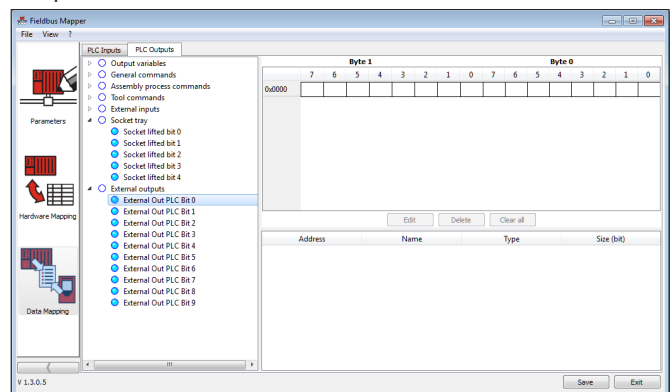 Fieldbus Mapper
File View ?
PLC Inputs PLC Outputs
Parameters
Hardware Mapping
Data Mapping
Output variables
General commands
Assembly process commands
Tool commands
External inputs
Socket tray
Socket lifted bit 0
Socket lifted bit 1
Socket lifted bit 2
Socket lifted bit 3
Socket lifted bit 4
External outputs
External Out PLC Bit 0
External Out PLC Bit 1
External Out PLC Bit 2
External Out PLC Bit 3
External Out PLC Bit 4
External Out PLC Bit 5
External Out PLC Bit 6
External Out PLC Bit 7
External Out PLC Bit 8
External Out PLC Bit 9
Byte 1 Byte 0
7 6 5 4 3 2 1 0 7 6 5 4 3 2 1 0
0x0000
Edit Delete Clear all
Address Name Type Size (bit)
V 1.3.0.5
Save Exit